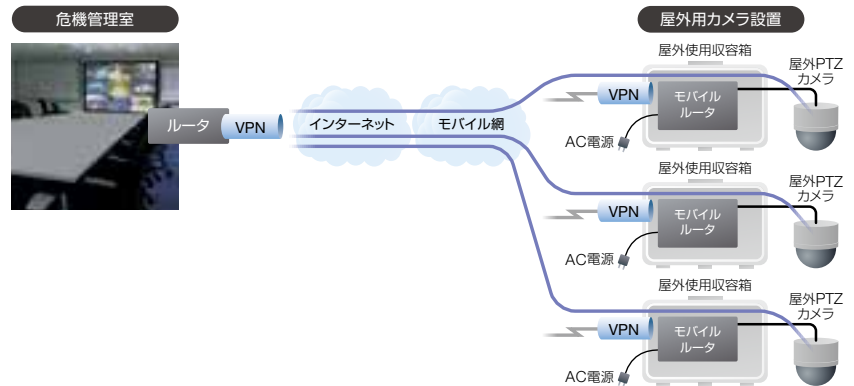 危機管理室
屋外用カメラ設置
ルータ
VPN
インターネット
モバイル網
屋外使用収容箱
屋外PTZ
カメラ
VPN
モバイル
ルータ
AC電源
屋外使用収容箱
屋外PTZ
カメラ
VPN
モバイル
ルータ
AC電源
屋外使用収容箱
屋外PTZ
カメラ
VPN
モバイル
ルータ
AC電源